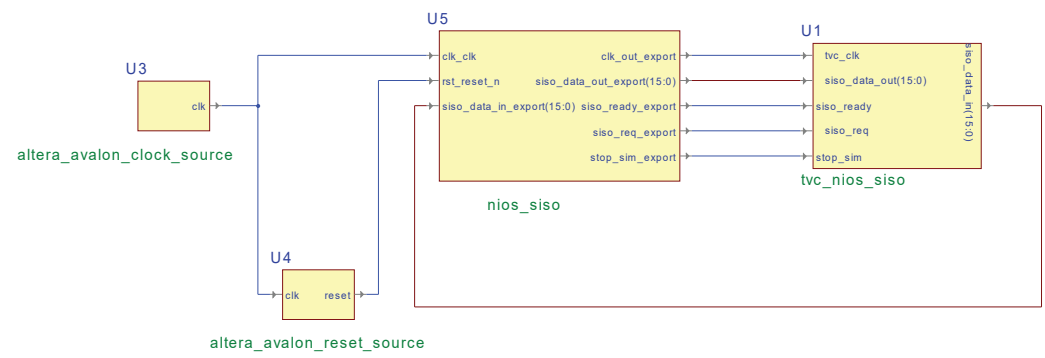 U3
clk
altera_avalon_clock_source
U4
clk
reset
altera_avalon_reset_source
U5
clk_clk
rst_reset_n
siso_data_in_export(15:0)
clk_out_export
siso_data_out_export(15:0)
siso_ready_export
siso_req_export
stop_sim_export
nios_siso
U1
tvc_clk
siso_data_out(15:0)
siso_ready
siso_req
stop_sim
siso_data_in(15:0)
tvc_nios_siso